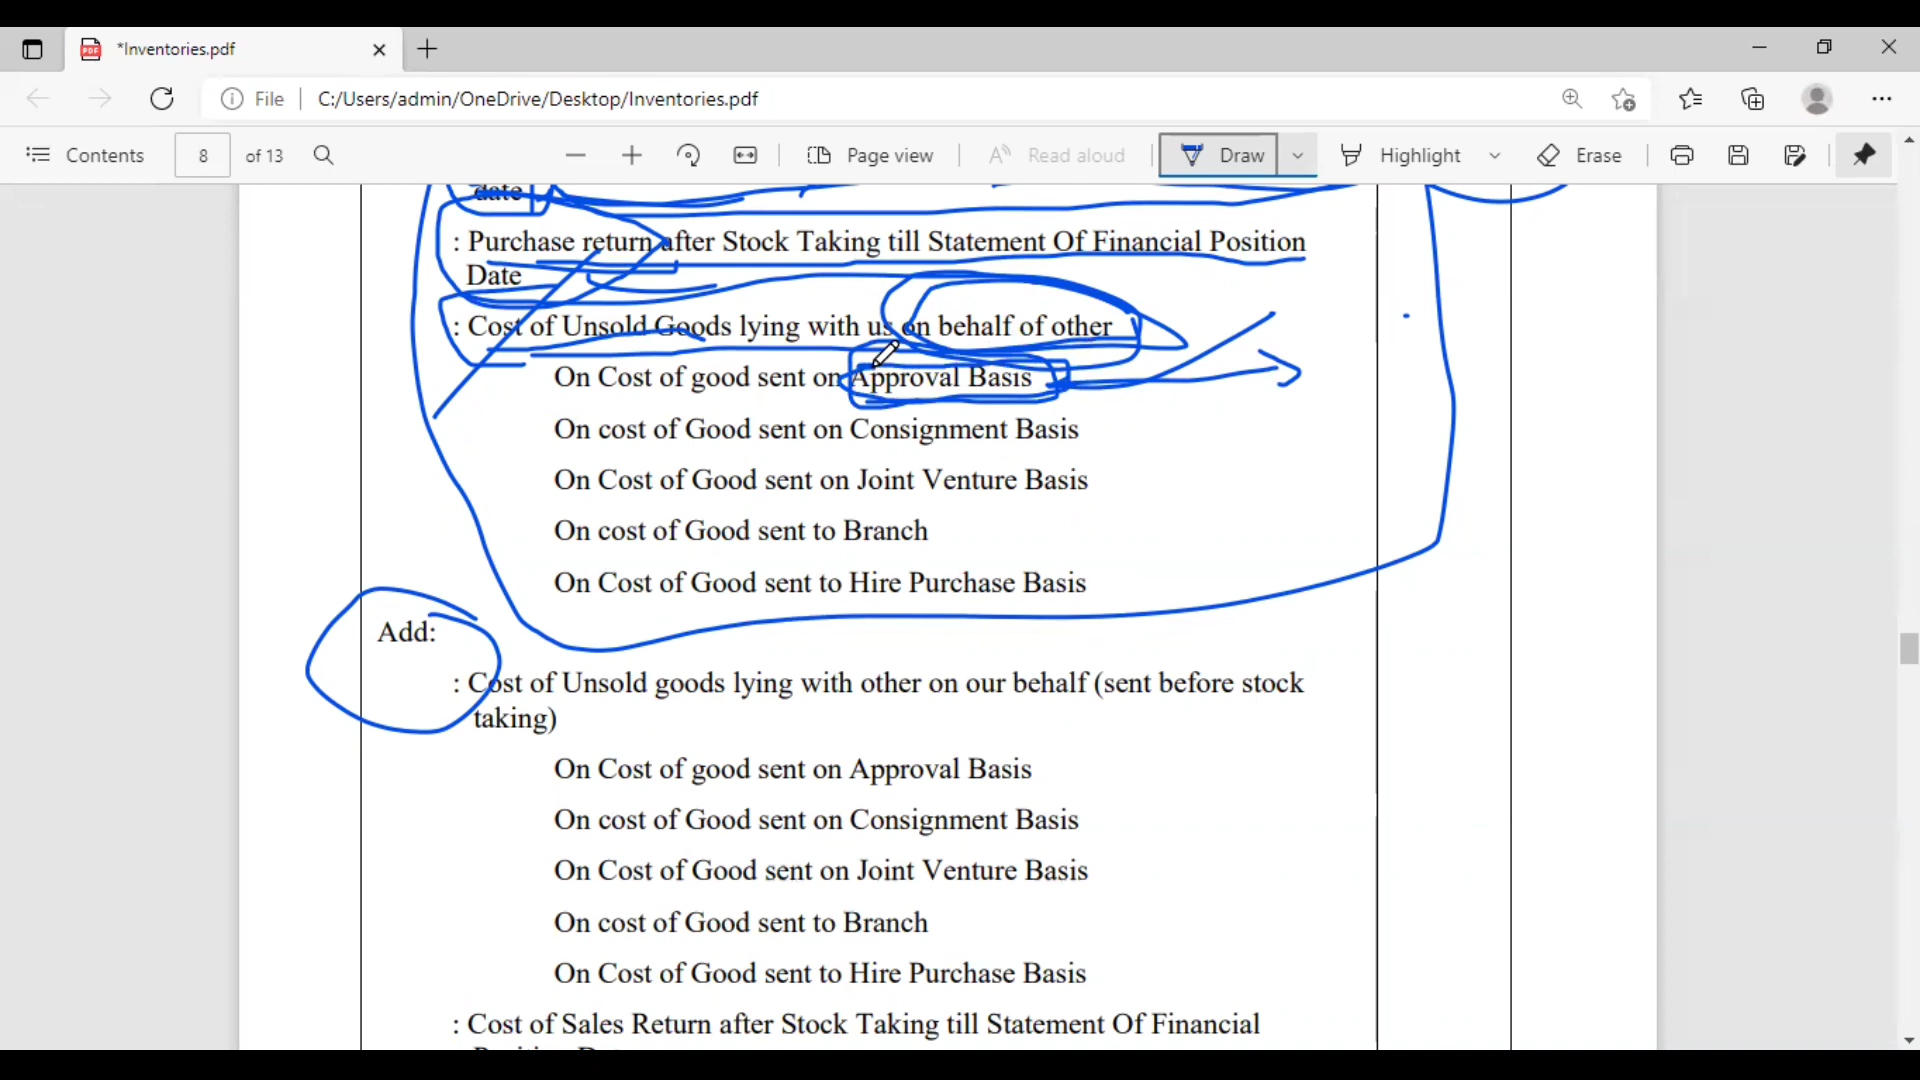 *Inventories.pdf
File
C:/Users/admin/OneDrive/Desktop/Inventories.pdf
Contents
8
of 13
Page view
Read aloud
Draw
Highlight
Erase
date
: Purchase return after Stock Taking till Statement Of Financial Position
Date
: Cost of Unsold Goods lying with us on behalf of other
On Cost of good sent on Approval Basis
On cost of Good sent on Consignment Basis
On Cost of Good sent on Joint Venture Basis
On cost of Good sent to Branch
On Cost of Good sent to Hire Purchase Basis
Add:
: Cost of Unsold goods lying with other on our behalf (sent before stock
taking)
On Cost of good sent on Approval Basis
On cost of Good sent on Consignment Basis
On Cost of Good sent on Joint Venture Basis
On cost of Good sent to Branch
On Cost of Good sent to Hire Purchase Basis
: Cost of Sales Return after Stock Taking till Statement Of Financial